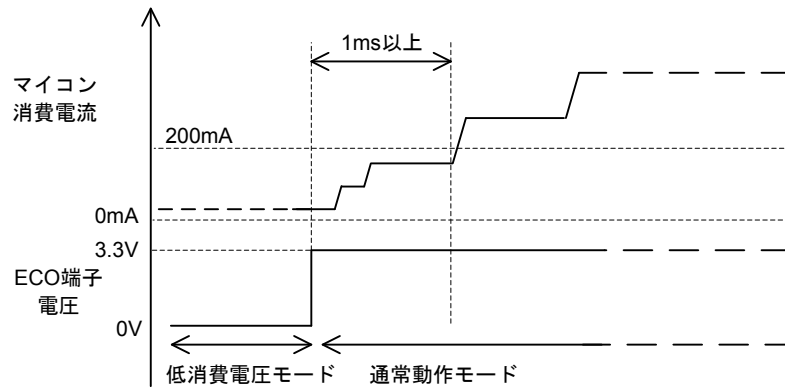 1ms以上
マイコン
消費電流
200mA
0mA
3.3V
ECO端子
電圧
0V
低消費電圧モード
通常動作モード